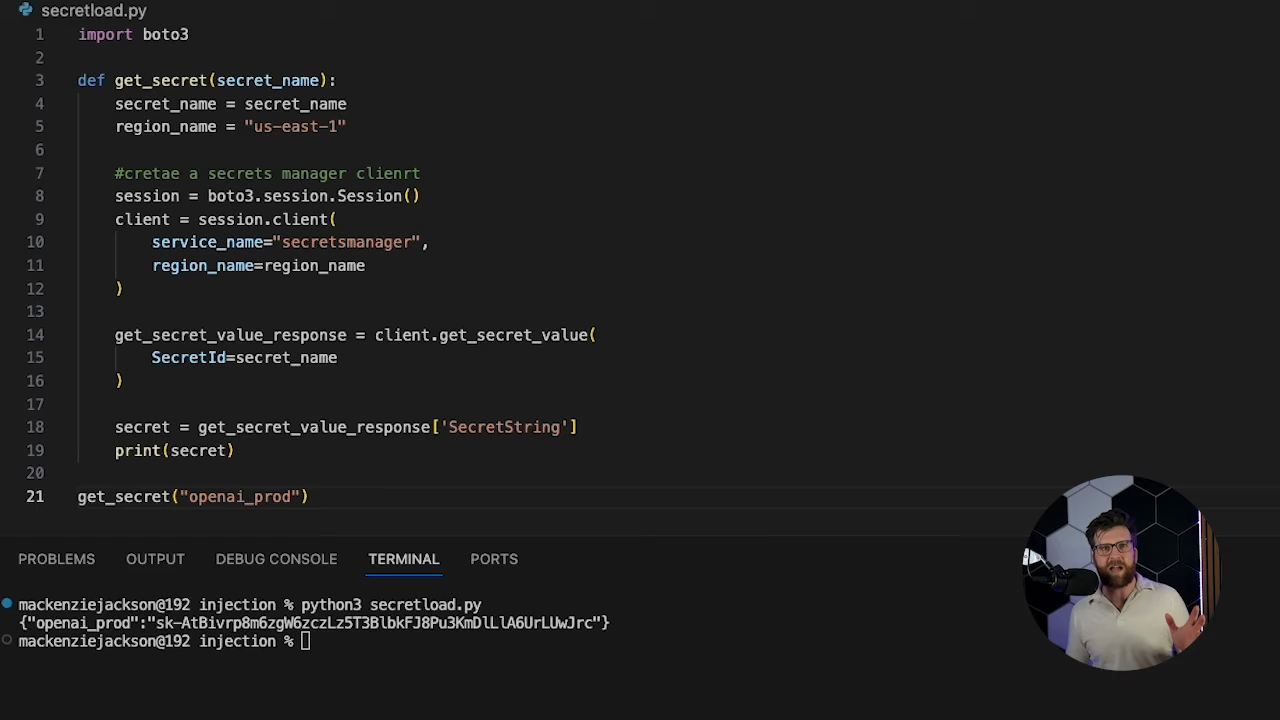 secretload.py
1 import boto3
2
3 def get_secret(secret_name):
4 secret_name = secret_name
5 region_name = "us-east-1"
6
7 #cretae a secrets manager clienrt
8 session = boto3.session.Session()
9 client = session.client(
10 service_name="secretsmanager",
11 region_name=region_name
12 )
13
14 get_secret_value_response = client.get_secret_value(
15 SecretId=secret_name
16 )
17
18 secret = get_secret_value_response['SecretString']
19 print(secret)
20
21 get_secret("openai_prod")
PROBLEMS OUTPUT DEBUG CONSOLE TERMINAL PORTS
mackenziejackson@192 injection % python3 secretload.py
{"openai_prod":"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"}
mackenziejackson@192 injection %